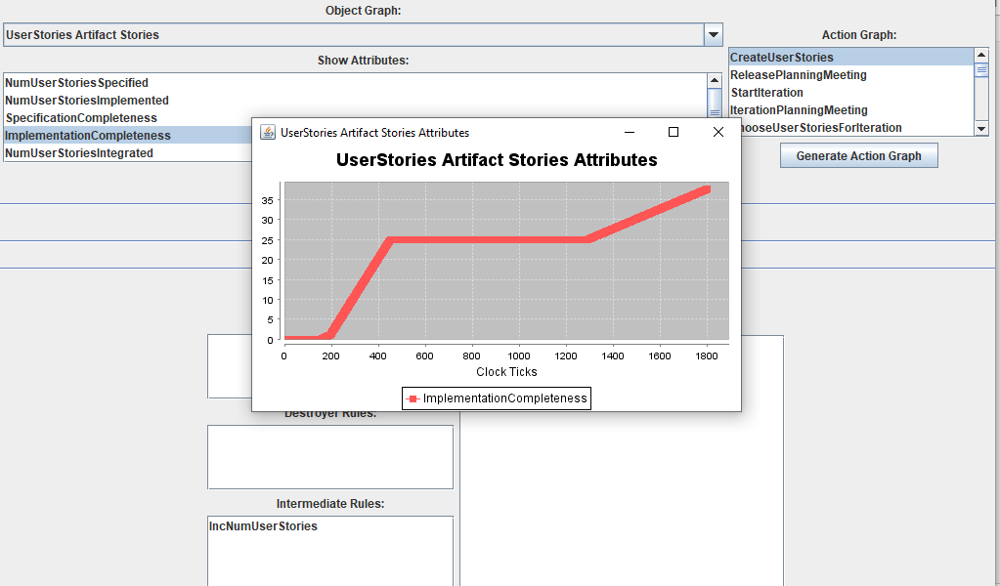 Object Graph:
UserStories Artifact Stories
Action Graph:
Show Attributes:
CreateUserStories
ReleasePlanningMeeting
StartIteration
IterationPlanningMeeting
hooseUserStoriesForIteration
Generate Action Graph
NumUserStoriesSpecified
NumUserStoriesImplemented
SpecificationCompleteness
ImplementationCompleteness
NumUserStoriesIntegrated
UserStories Artifact Stories Attributes
UserStories Artifact Stories Attributes
35
30
25
20
15
10
5
0
0 200 400 600 800 1000 1200 1400 1600 1800
Clock Ticks
ImplementationCompleteness
Destroyer Rules:
Intermediate Rules:
IncNumUserStories